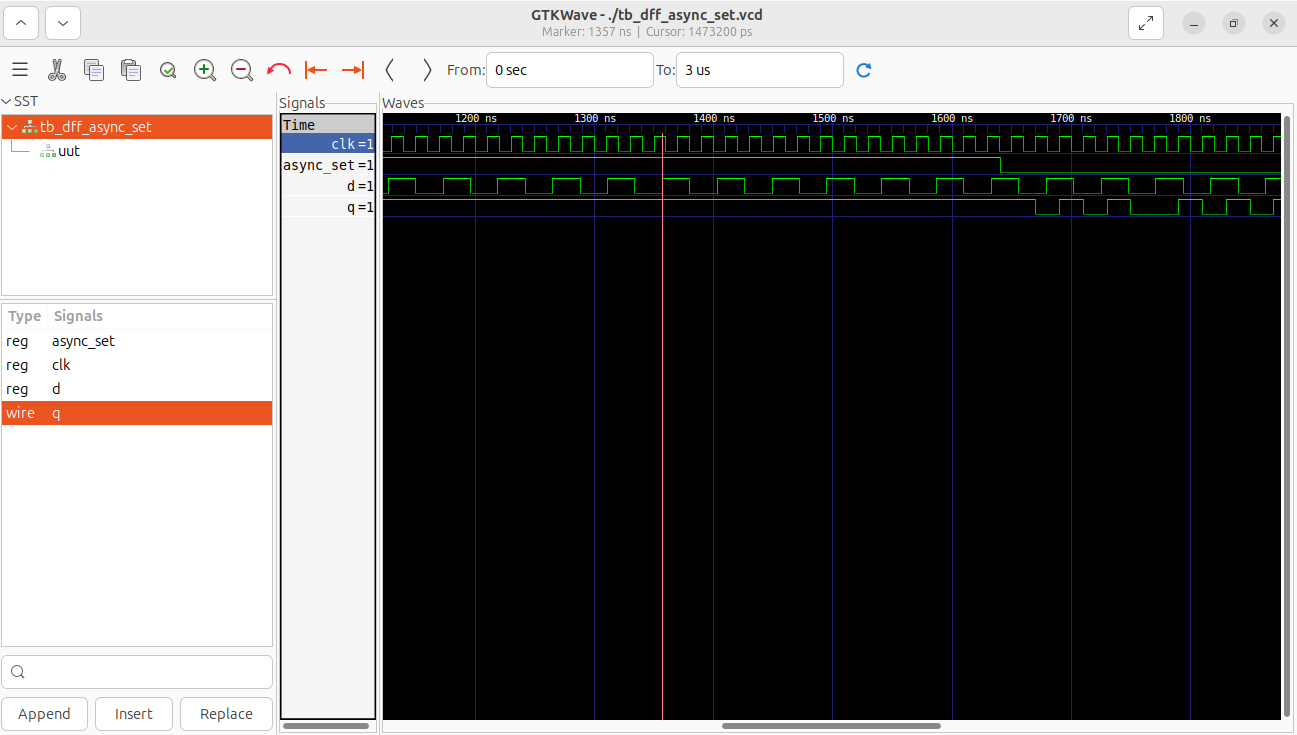 GTKWave - ./tb_dff_async_set.vcd
Marker: 1357 ns | Cursor: 1473200 ps
From: 0 sec To: 3 us
SST
tb_dff_async_set
uut
Type Signals
reg async_set
reg clk
reg d
wire q
Append Insert Replace
Signals
Time
clk =1
async_set =1
d =1
q =1
Waves
1200 ns 1300 ns 1400 ns 1500 ns 1600 ns 1700 ns 1800 ns